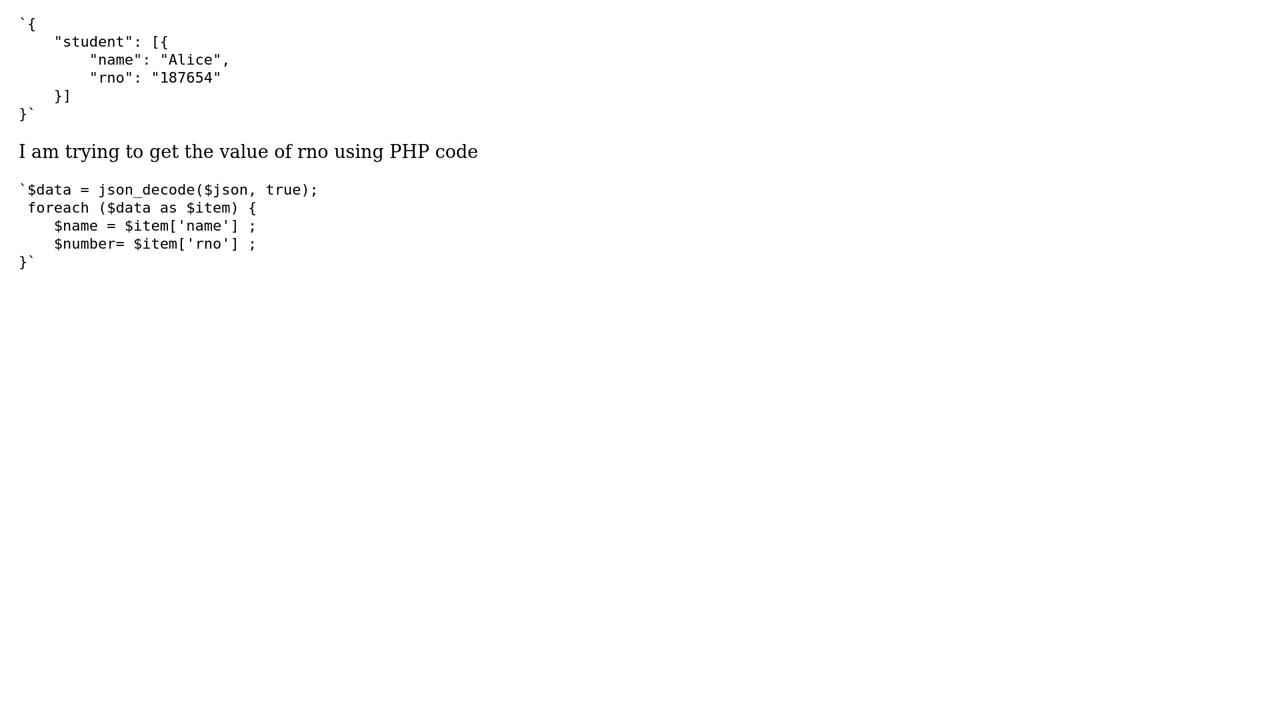 `{
    "student": [{
        "name": "Alice",
        "rno": "187654"
    }]
}`
I am trying to get the value of rno using PHP code
`$data = json_decode($json, true);
 foreach ($data as $item) {
    $name = $item['name'] ;
    $number= $item['rno'] ;
}`